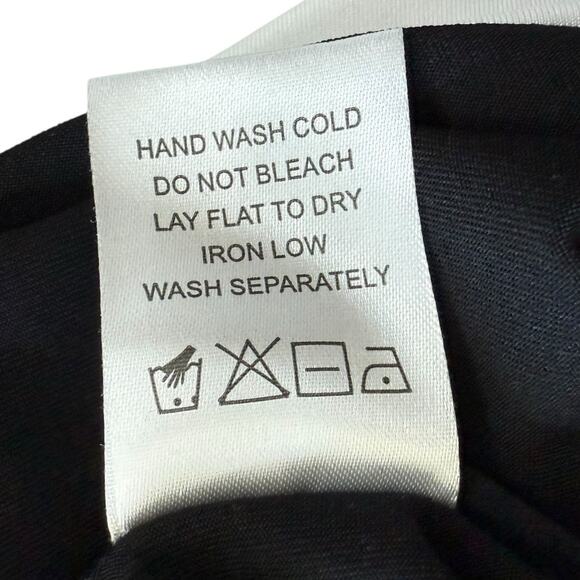 HAND WASH COLD
DO NOT BLEACH
LAY FLAT TO DRY
IRON LOW
WASH SEPARATELY